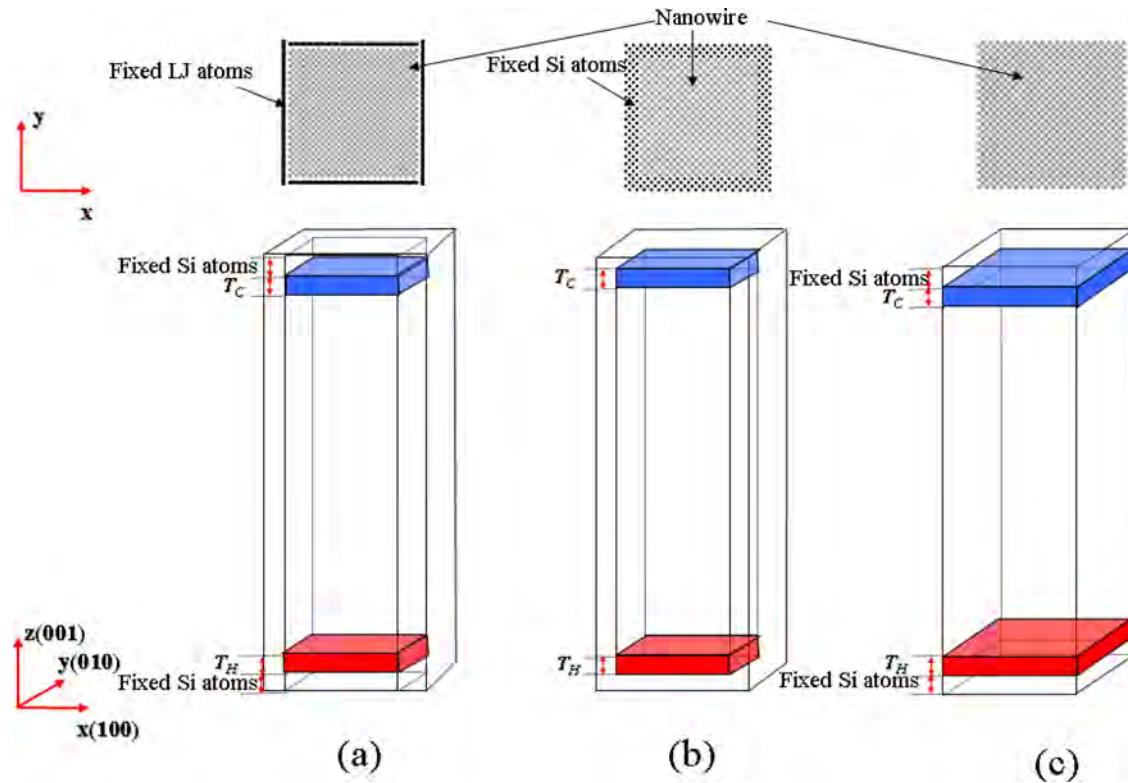 Nanowire
Fixed LJ atoms
Fixed Si atoms
y
x
Fixed Si atoms
T_C
T_C
Fixed Si atoms
T_C
z(001)
y(010)
x(100)
T_H
Fixed Si atoms
T_H
T_H
Fixed Si atoms
(a)
(b)
(c)